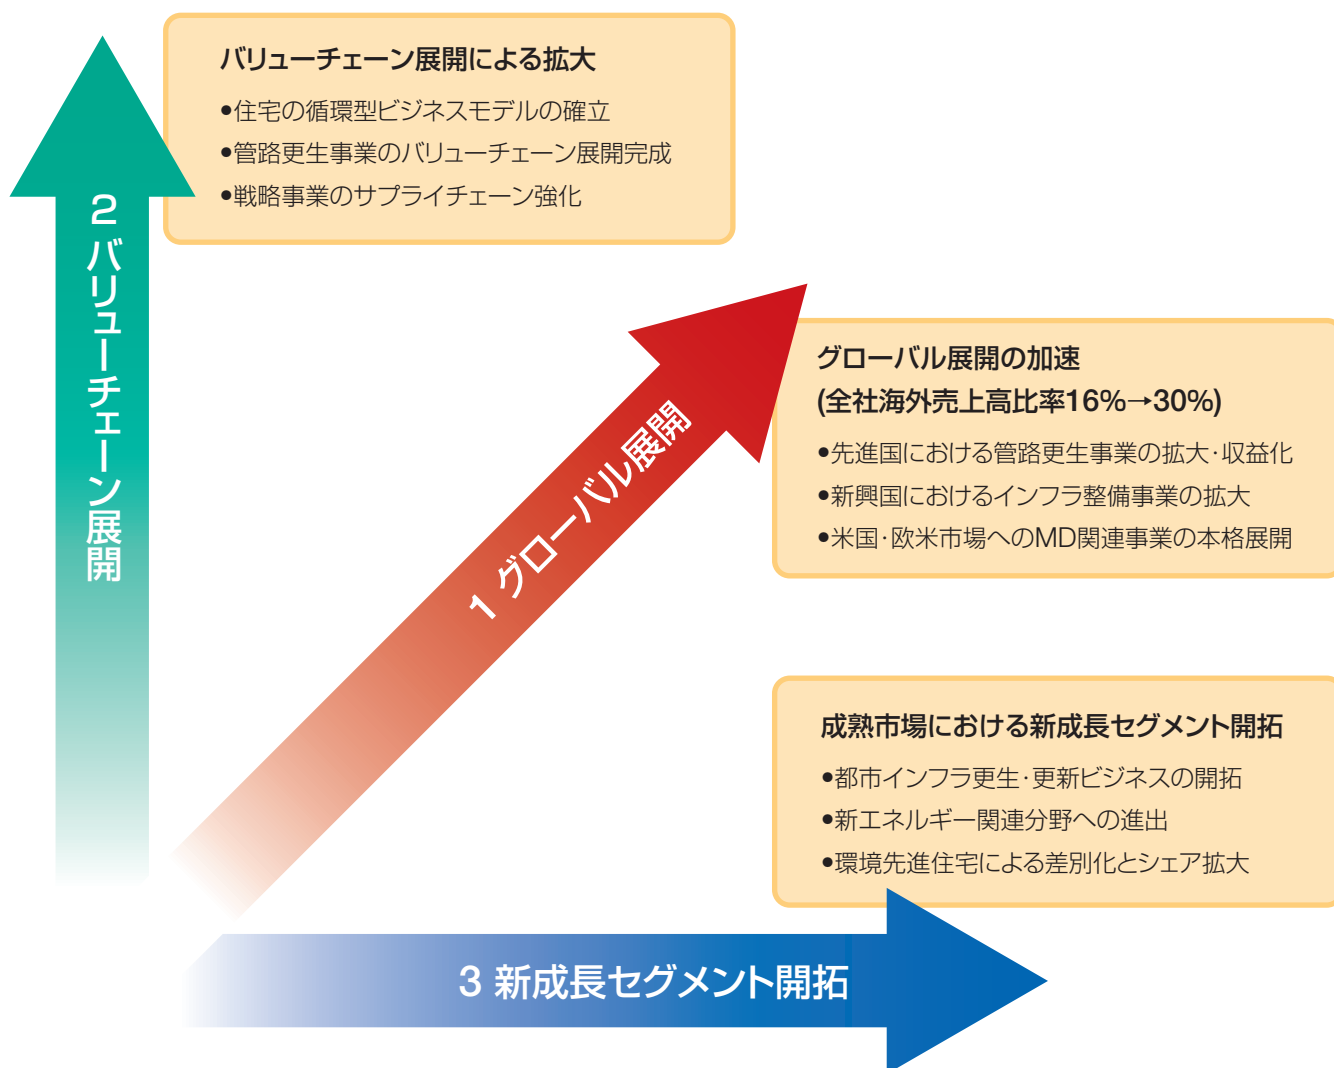 バリューチェーン展開による拡大
●住宅の循環型ビジネスモデルの確立
●管路更生事業のバリューチェーン展開完成
●戦略事業のサプライチェーン強化
2 バリューチェーン展開
グローバル展開の加速
(全社海外売上高比率16%→30%)
●先進国における管路更生事業の拡大・収益化
●新興国におけるインフラ整備事業の拡大
●米国・欧米市場へのMD関連事業の本格展開
1 グローバル展開
成熟市場における新成長セグメント開拓
●都市インフラ更生・更新ビジネスの開拓
●新エネルギー関連分野への進出
●環境先進住宅による差別化とシェア拡大
3 新成長セグメント開拓